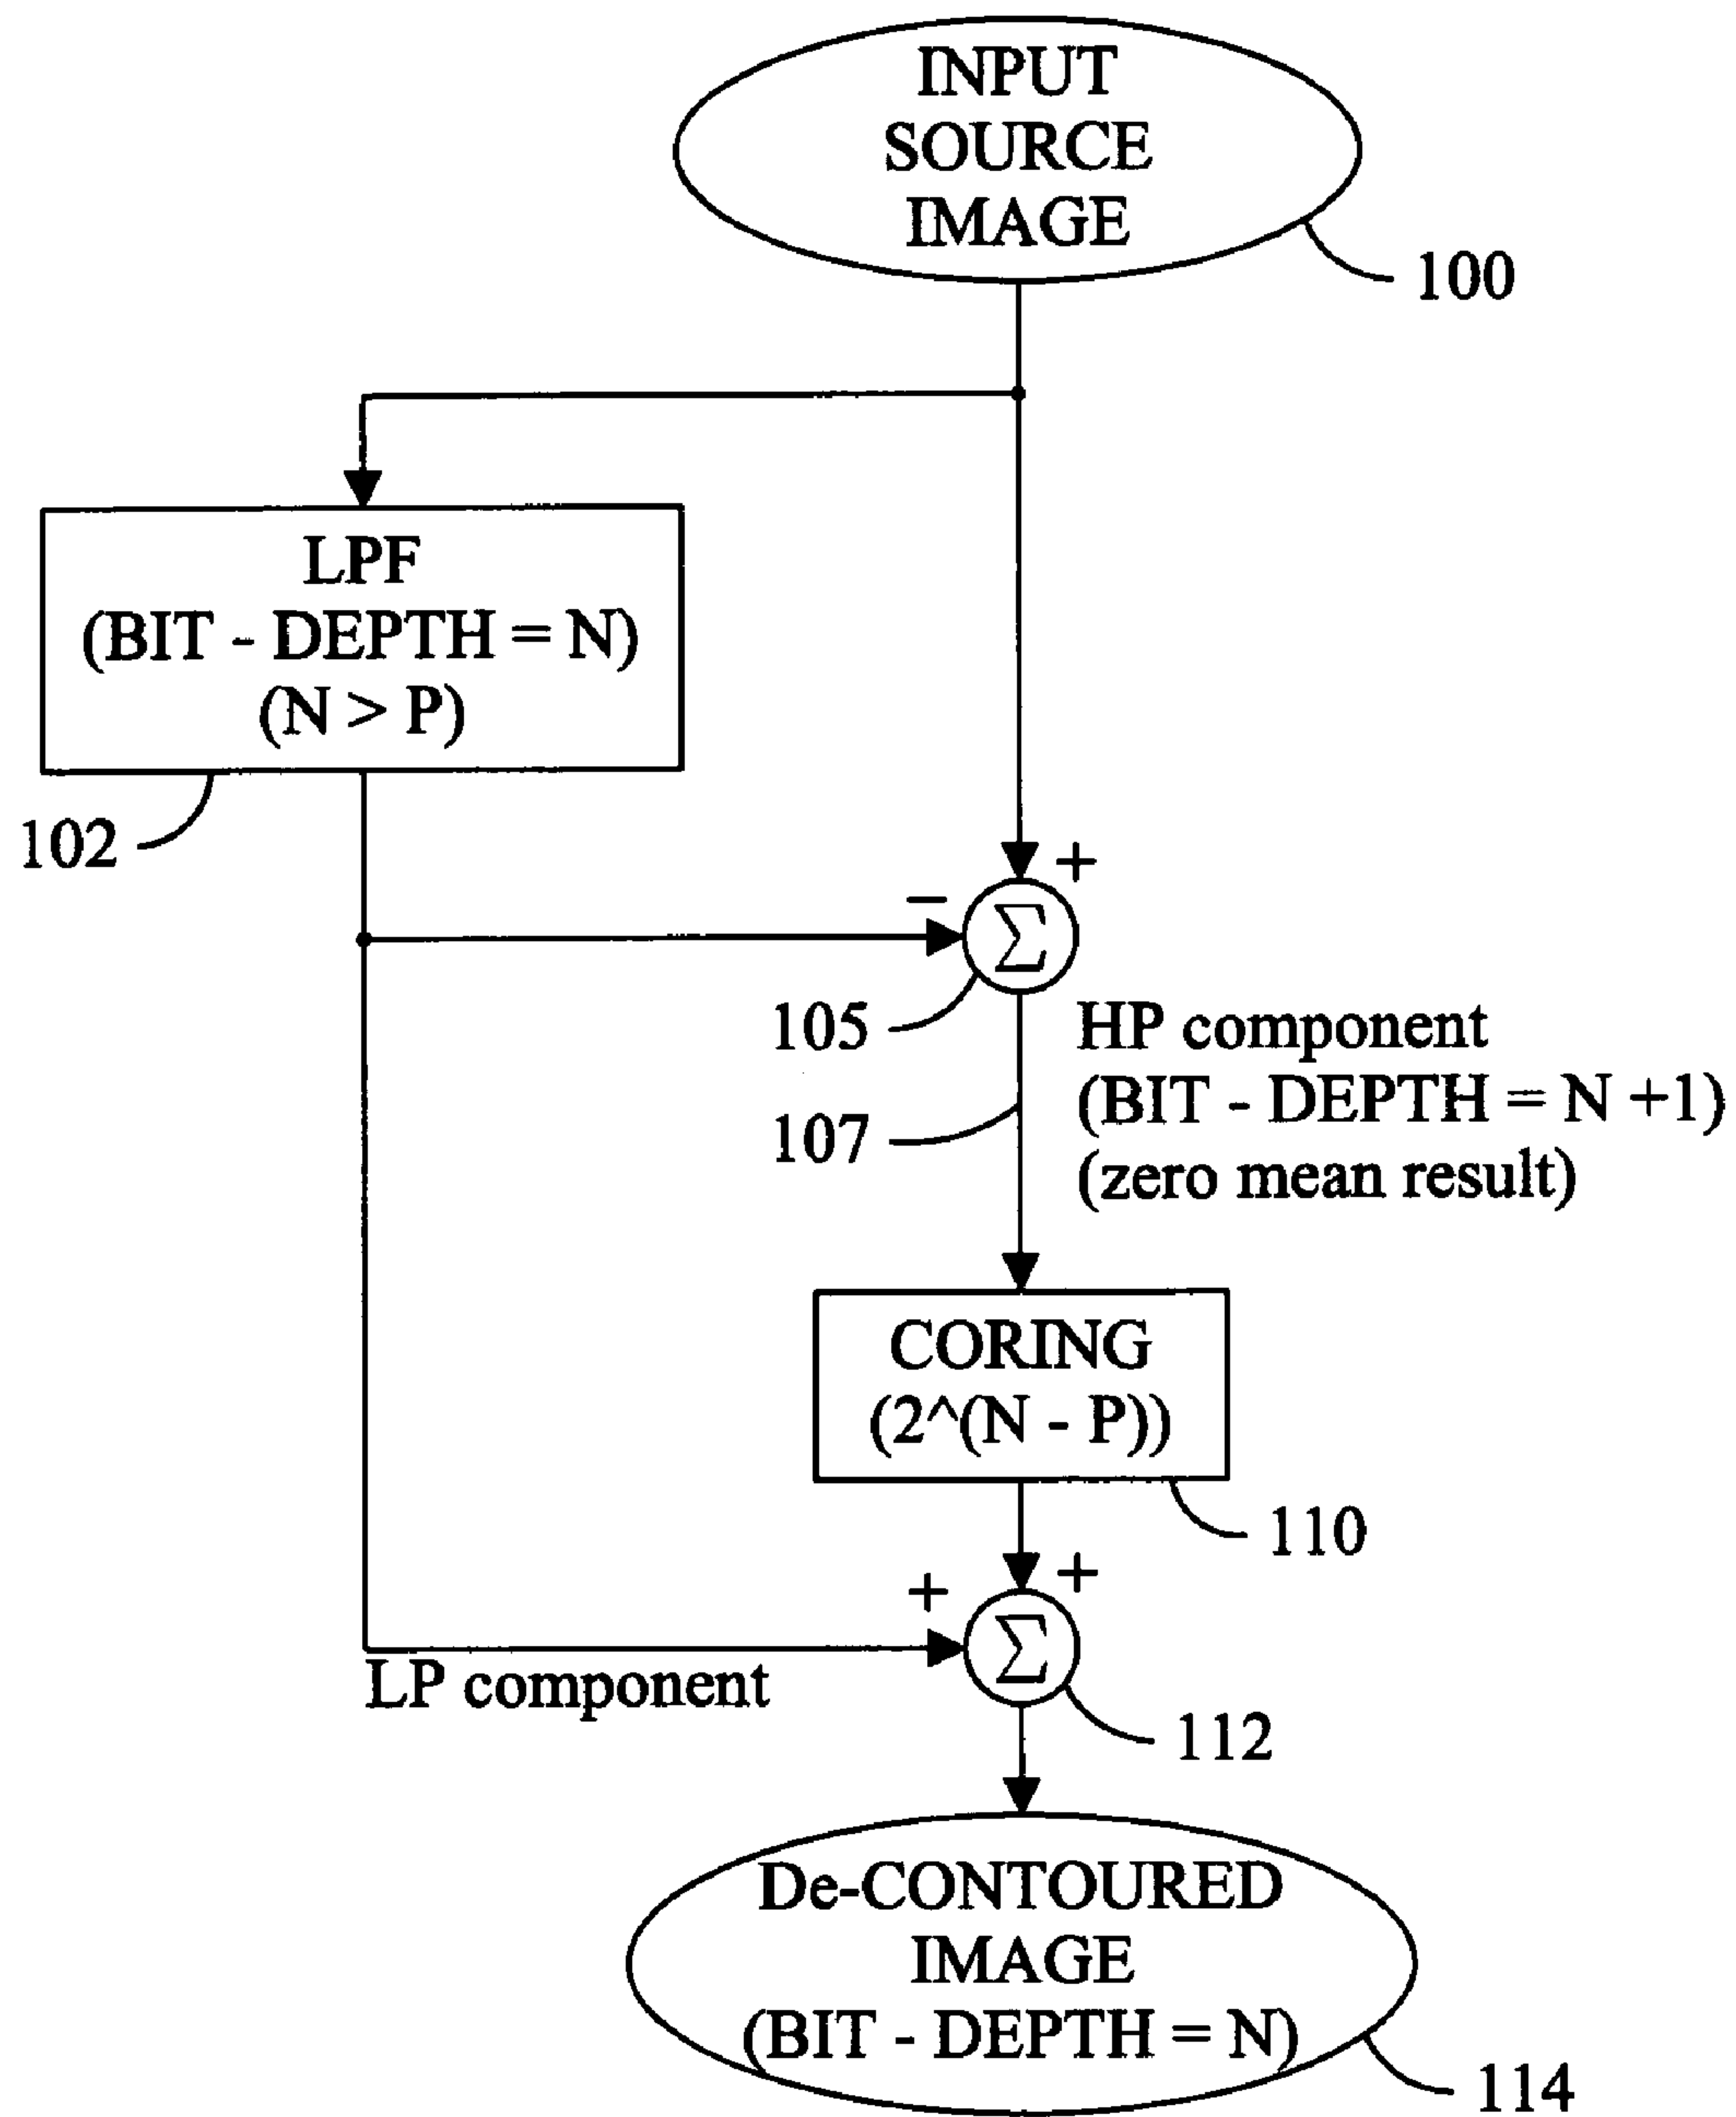 INPUT
SOURCE
IMAGE
100
LPF
(BIT - DEPTH = N)
(N > P)
102
+
−
Σ
105
HP component
(BIT - DEPTH = N +1)
(zero mean result)
107
CORING
(2^(N - P))
110
+
+
Σ
LP component
112
De-CONTOURED
IMAGE
(BIT - DEPTH = N)
114